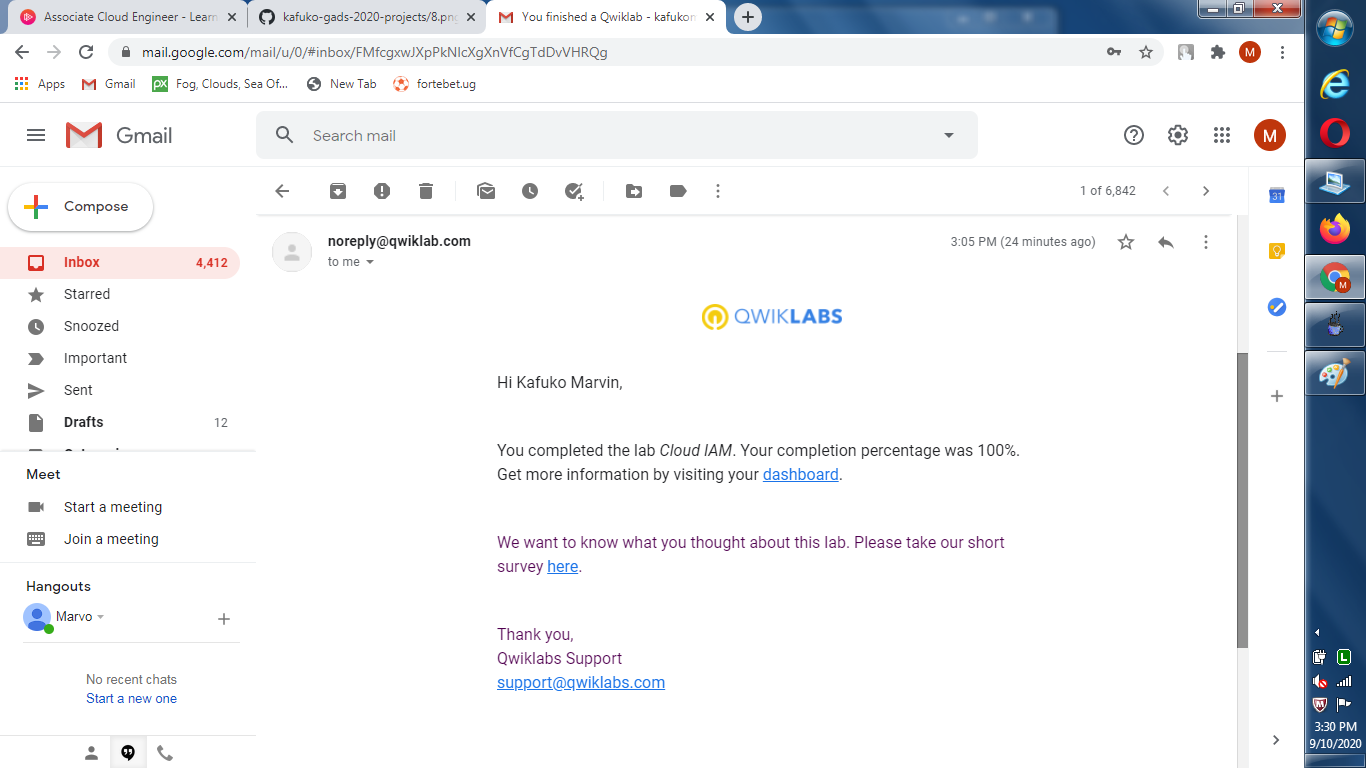 Associate Cloud Engineer - Learn
kafuko-gads-2020-projects/8.png
You finished a Qwiklab - kafukom
mail.google.com/mail/u/0/#inbox/FMfcgxwJXpPkNlcXgXnVfCgTdDvVHRQg
M
Apps
Gmail
Fog, Clouds, Sea Of...
New Tab
fortebet.ug
Gmail
Search mail
M
Compose
1 of 6,842
31
Inbox 4,412
Starred
Snoozed
Important
Sent
Drafts 12
Meet
Start a meeting
Join a meeting
Hangouts
Marvo
No recent chats
Start a new one
noreply@qwiklab.com
3:05 PM (24 minutes ago)
to me
QWIKLABS
Hi Kafuko Marvin,
You completed the lab Cloud IAM. Your completion percentage was 100%.
Get more information by visiting your dashboard.
We want to know what you thought about this lab. Please take our short
survey here.
Thank you,
Qwiklabs Support
support@qwiklabs.com
M
L
3:30 PM
9/10/2020